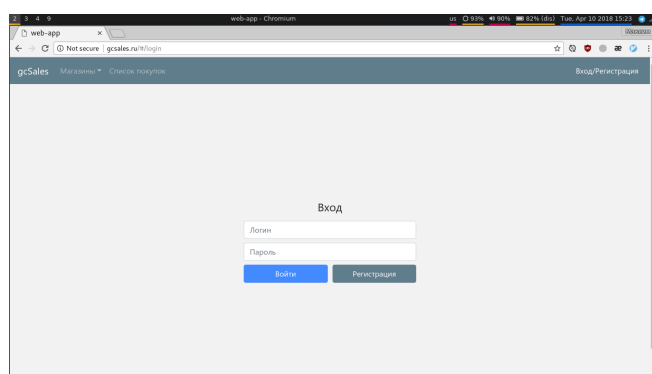 2 3 4 9 web-app - Chromium us 93% 90% 82% (dis) Tue, Apr 10 2018 15:23
web-app
Not secure gcsales.ru/#/login
gcSales Магазины Список покупок Вход/Регистрация
Вход
Логин
Пароль
Войти Регистрация